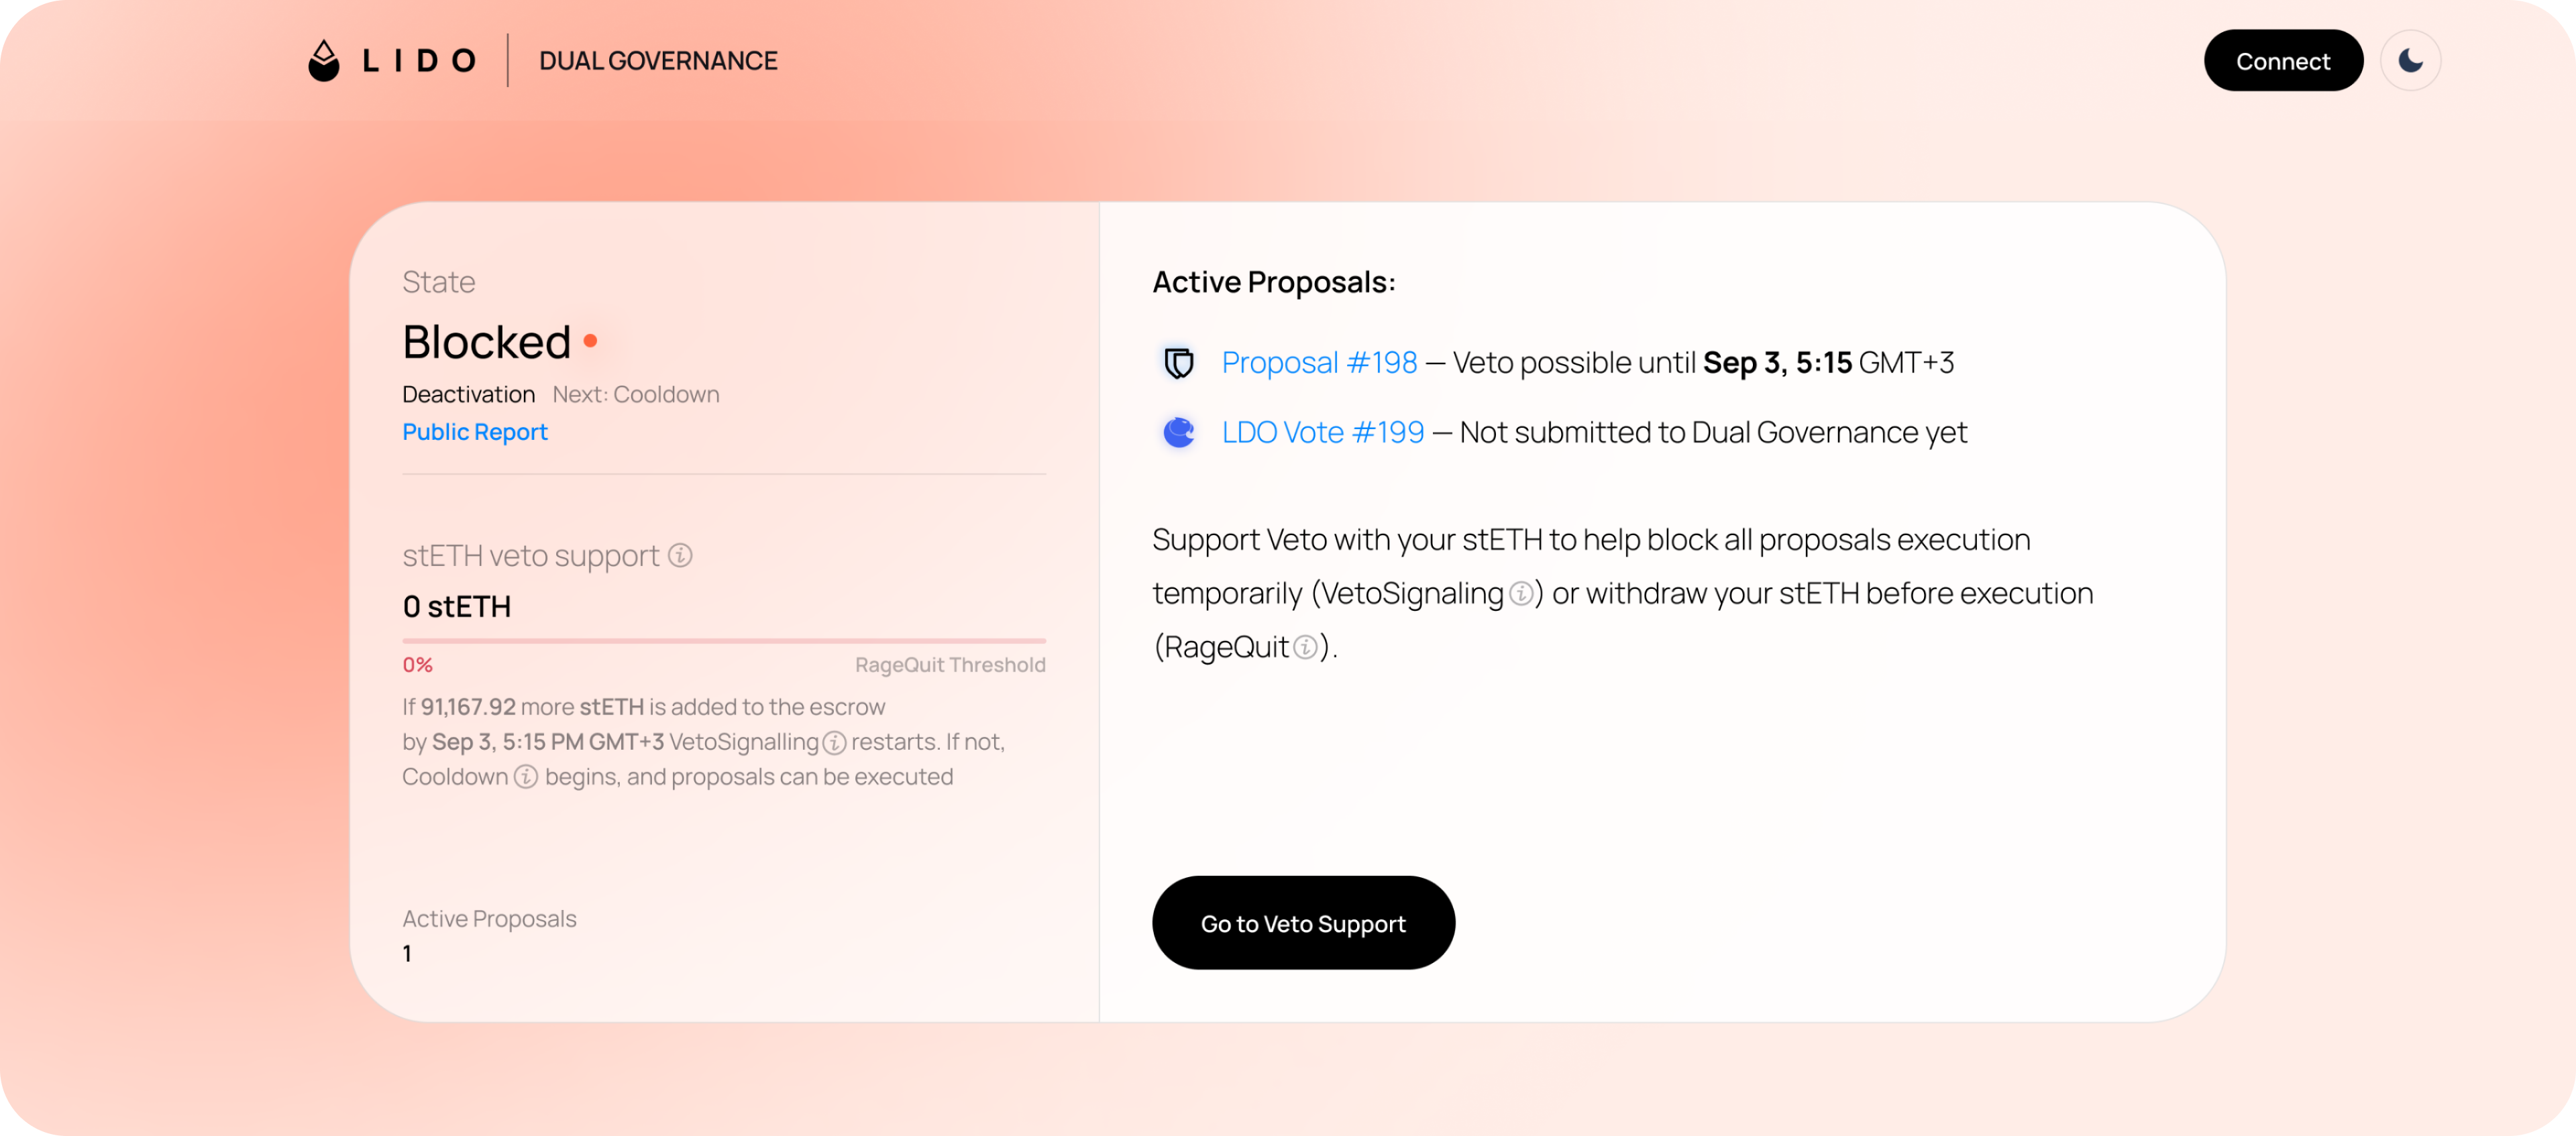 LIDO
DUAL GOVERNANCE
Connect
State
Blocked
Deactivation Next: Cooldown
Public Report
stETH veto support
0 stETH
0% RageQuit Threshold
If 91,167.92 more stETH is added to the escrow
by Sep 3, 5:15 PM GMT+3 VetoSignalling restarts. If not,
Cooldown begins, and proposals can be executed
Active Proposals
1
Active Proposals:
Proposal #198 — Veto possible until Sep 3, 5:15 GMT+3
LDO Vote #199 — Not submitted to Dual Governance yet
Support Veto with your stETH to help block all proposals execution
temporarily (VetoSignaling) or withdraw your stETH before execution
(RageQuit).
Go to Veto Support